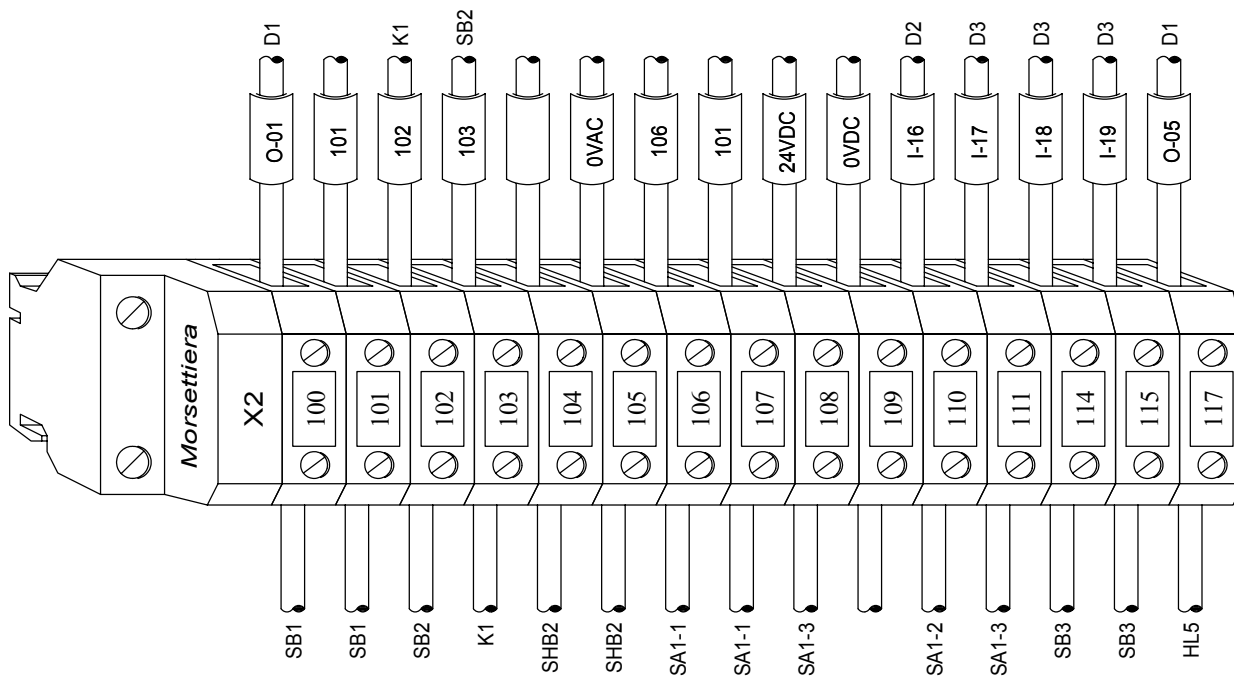 D1
K1
SB2
D2
D3
D3
D3
D1
O-01
101
102
103
0VAC
106
101
24VDC
0VDC
I-16
I-17
I-18
I-19
O-05
Morsettiera
X2
100
101
102
103
104
105
106
107
108
109
110
111
114
115
117
SB1
SB1
SB2
K1
SHB2
SHB2
SA1-1
SA1-1
SA1-3
SA1-2
SA1-3
SB3
SB3
HL5